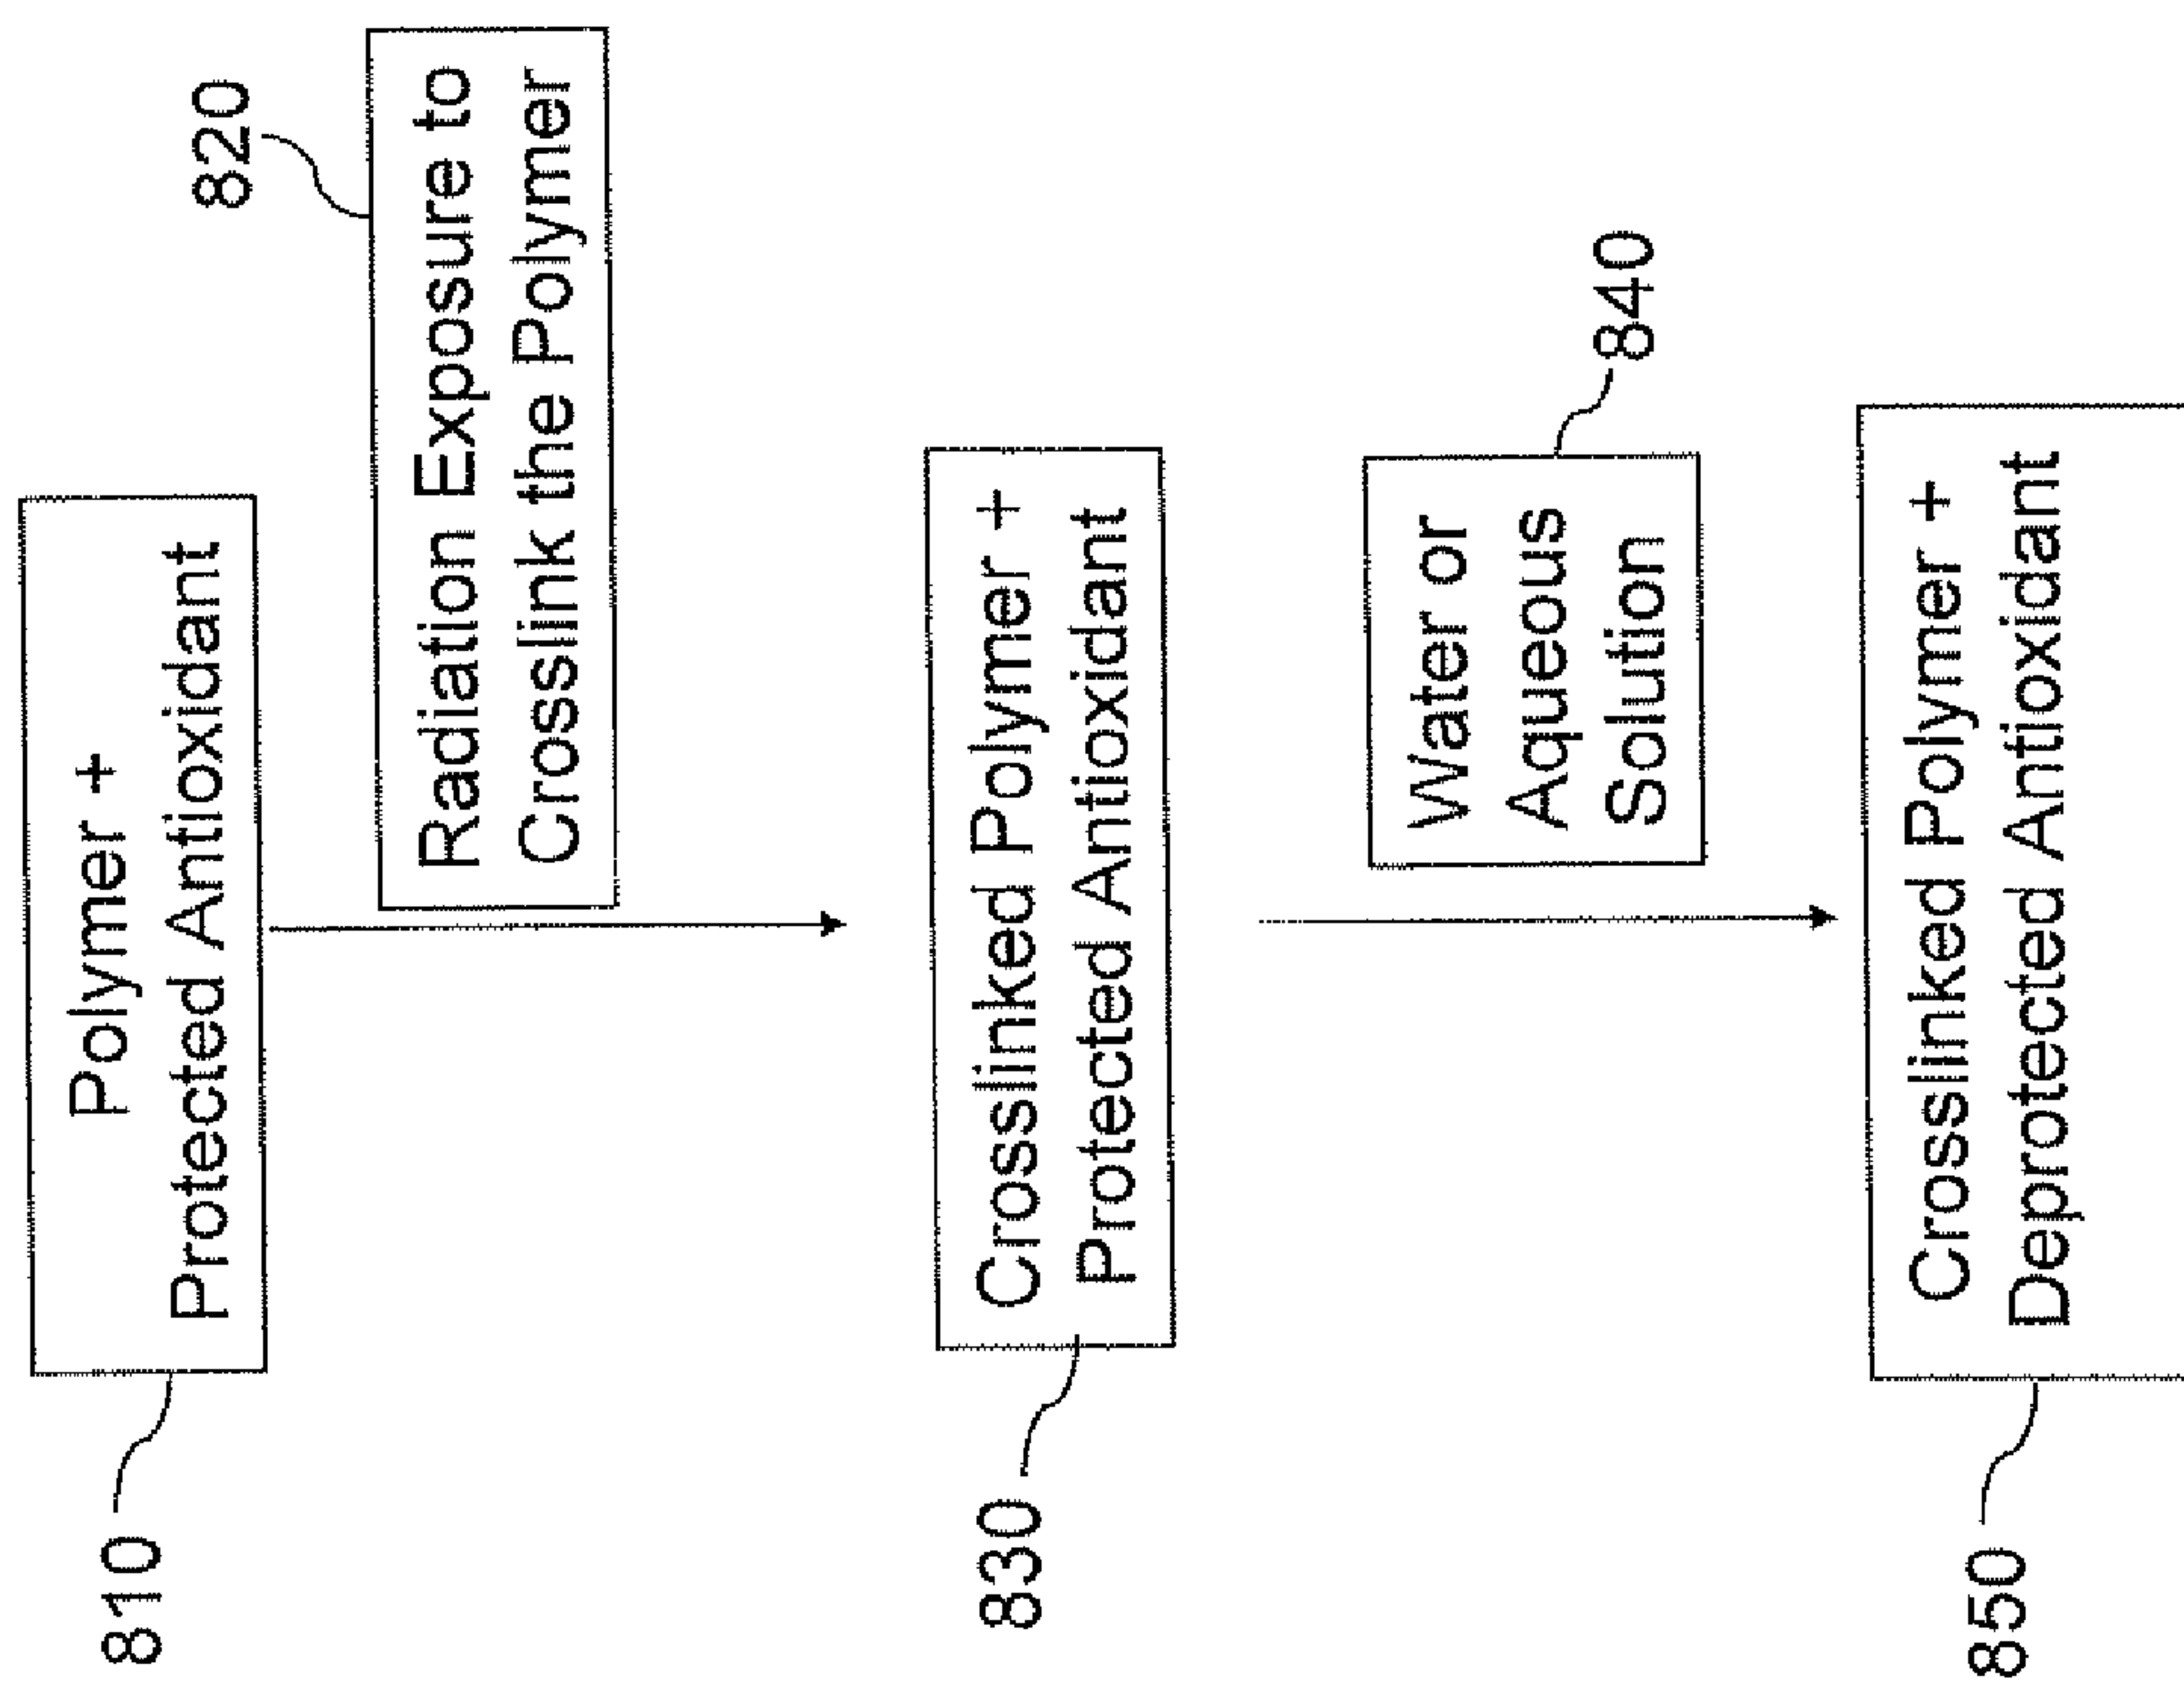 810
Polymer +
Protected Antioxidant
820
Radiation Exposure to
Crosslink the Polymer
830
Crosslinked Polymer +
Protected Antioxidant
840
Water or
Aqueous
Solution
850
Crosslinked Polymer +
Deprotected Antioxidant